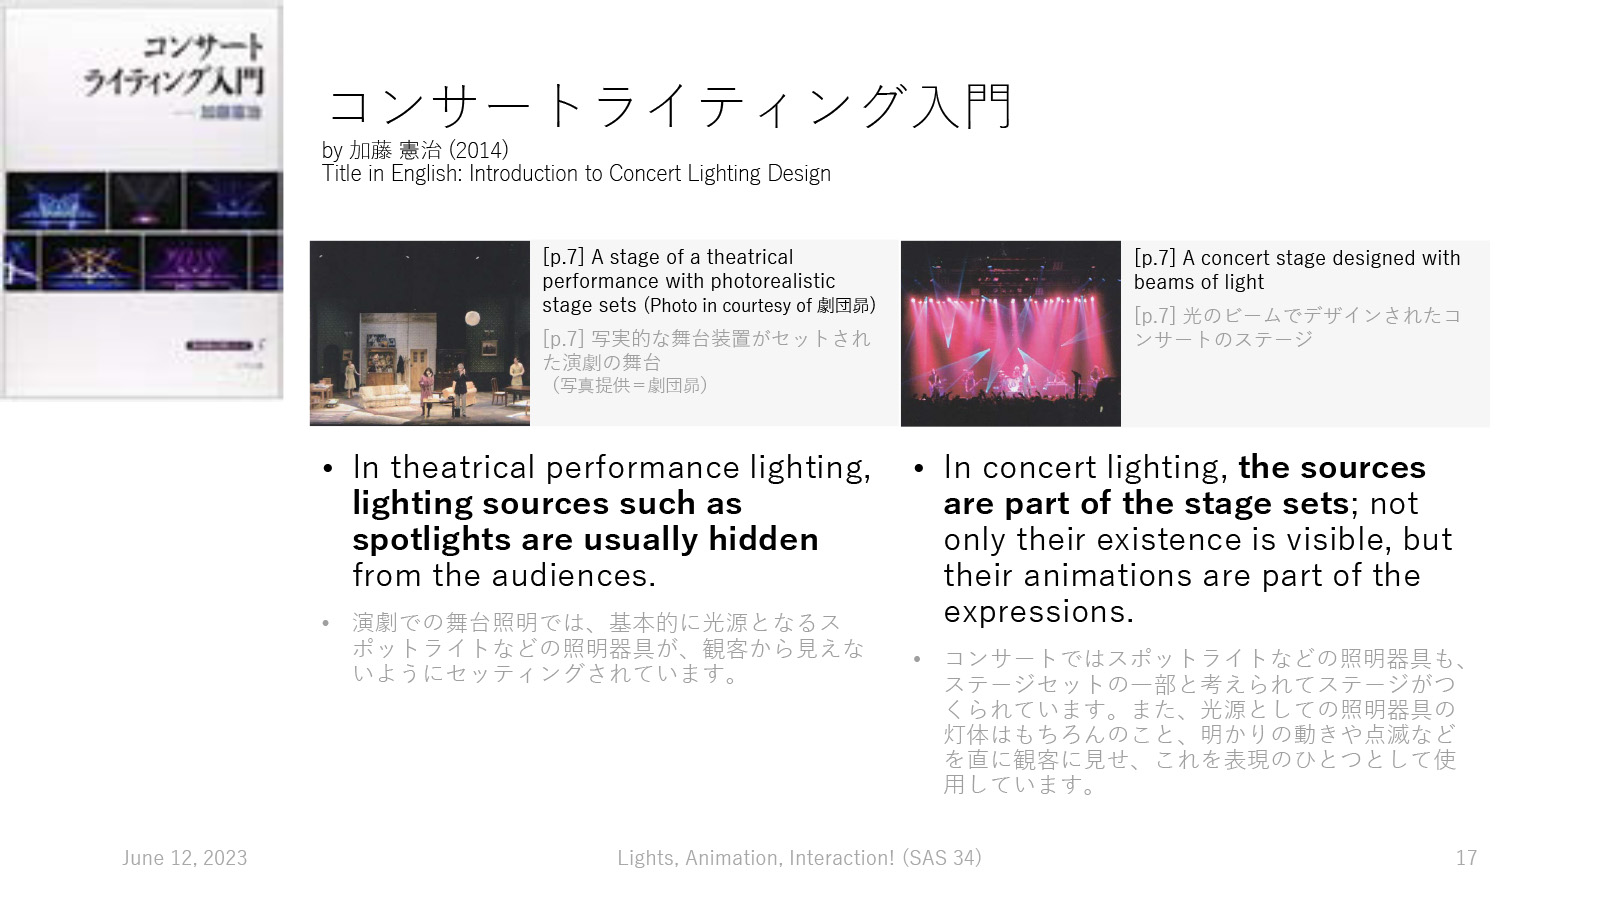 コンサート
ライティング入門
加藤憲治
コンサートライティング入門
by 加藤 憲治 (2014)
Title in English: Introduction to Concert Lighting Design
[p.7] A stage of a theatrical
performance with photorealistic
stage sets (Photo in courtesy of 劇団昴)
[p.7] 写実的な舞台装置がセットされ
た演劇の舞台
（写真提供＝劇団昴）
[p.7] A concert stage designed with
beams of light
[p.7] 光のビームでデザインされたコ
ンサートのステージ
• In theatrical performance lighting,
lighting sources such as
spotlights are usually hidden
from the audiences.
• 演劇での舞台照明では、基本的に光源となるス
ポットライトなどの照明器具が、観客から見えな
いようにセッティングされています。
• In concert lighting, the sources
are part of the stage sets; not
only their existence is visible, but
their animations are part of the
expressions.
• コンサートではスポットライトなどの照明器具も、
ステージセットの一部と考えられてステージがつ
くられています。また、光源としての照明器具の
灯体はもちろんのこと、明かりの動きや点滅など
を直に観客に見せ、これを表現のひとつとして使
用しています。
June 12, 2023
Lights, Animation, Interaction! (SAS 34)
17